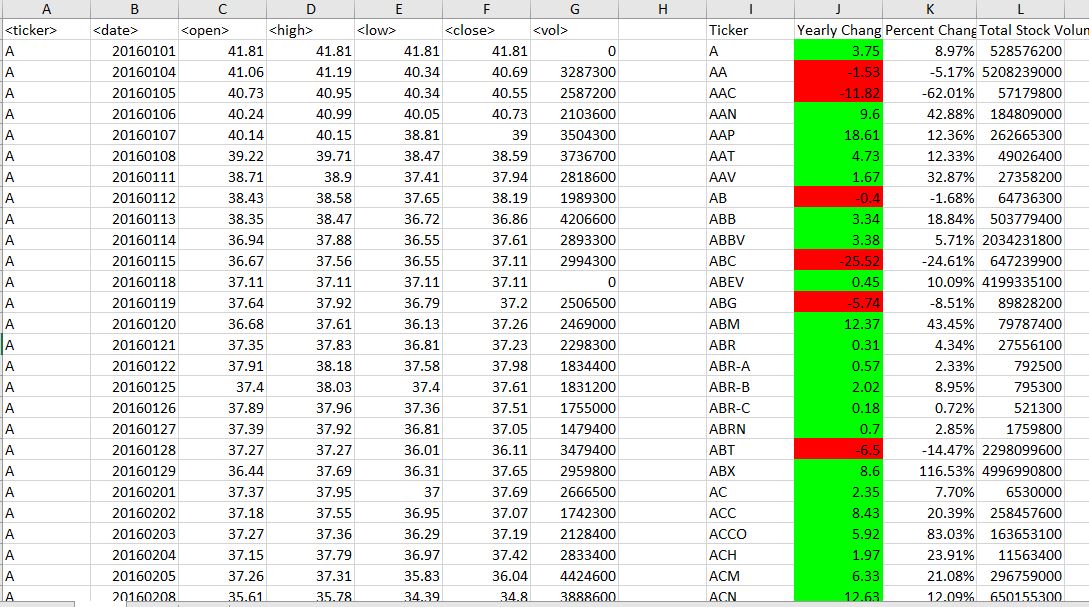 A B C D E F G H I J K L
<ticker> <date> <open> <high> <low> <close> <vol> Ticker Yearly Chang Percent Chang Total Stock Volun
A 20160101 41.81 41.81 41.81 41.81 0 A 3.75 8.97% 528576200
A 20160104 41.06 41.19 40.34 40.69 3287300 AA -1.53 -5.17% 5208239000
A 20160105 40.73 40.95 40.34 40.55 2587200 AAC -11.82 -62.01% 57179800
A 20160106 40.24 40.99 40.05 40.73 2103600 AAN 9.6 42.88% 184809000
A 20160107 40.14 40.15 38.81 39 3504300 AAP 18.61 12.36% 262665300
A 20160108 39.22 39.71 38.47 38.59 3736700 AAT 4.73 12.33% 49026400
A 20160111 38.71 38.9 37.41 37.94 2818600 AAV 1.67 32.87% 27358200
A 20160112 38.43 38.58 37.65 38.19 1989300 AB -0.4 -1.68% 64736300
A 20160113 38.35 38.47 36.72 36.86 4206600 ABB 3.34 18.84% 503779400
A 20160114 36.94 37.88 36.55 37.61 2893300 ABBV 3.38 5.71% 2034231800
A 20160115 36.67 37.56 36.55 37.11 2994300 ABC -25.52 -24.61% 647239900
A 20160118 37.11 37.11 37.11 37.11 0 ABEV 0.45 10.09% 4199335100
A 20160119 37.64 37.92 36.79 37.2 2506500 ABG -5.74 -8.51% 89828200
A 20160120 36.68 37.61 36.13 37.26 2469000 ABM 12.37 43.45% 79787400
A 20160121 37.35 37.83 36.81 37.23 2298300 ABR 0.31 4.34% 27556100
A 20160122 37.91 38.18 37.58 37.98 1834400 ABR-A 0.57 2.33% 792500
A 20160125 37.4 38.03 37.4 37.61 1831200 ABR-B 2.02 8.95% 795300
A 20160126 37.89 37.96 37.36 37.51 1755000 ABR-C 0.18 0.72% 521300
A 20160127 37.39 37.92 36.81 37.05 1479400 ABRN 0.7 2.85% 1759800
A 20160128 37.27 37.27 36.01 36.11 3479400 ABT -6.5 -14.47% 2298099600
A 20160129 36.44 37.69 36.31 37.65 2959800 ABX 8.6 116.53% 4996990800
A 20160201 37.37 37.95 37 37.69 2666500 AC 2.35 7.70% 6530000
A 20160202 37.18 37.55 36.95 37.07 1742300 ACC 8.43 20.39% 258457600
A 20160203 37.27 37.36 36.29 37.19 2128400 ACCO 5.92 83.03% 163653100
A 20160204 37.15 37.79 36.97 37.42 2833400 ACH 1.97 23.91% 11563400
A 20160205 37.26 37.31 35.83 36.04 4424600 ACM 6.33 21.08% 296759000
A 20160208 35.61 35.78 34.39 34.8 3888600 ACN 12.63 12.09% 650155300